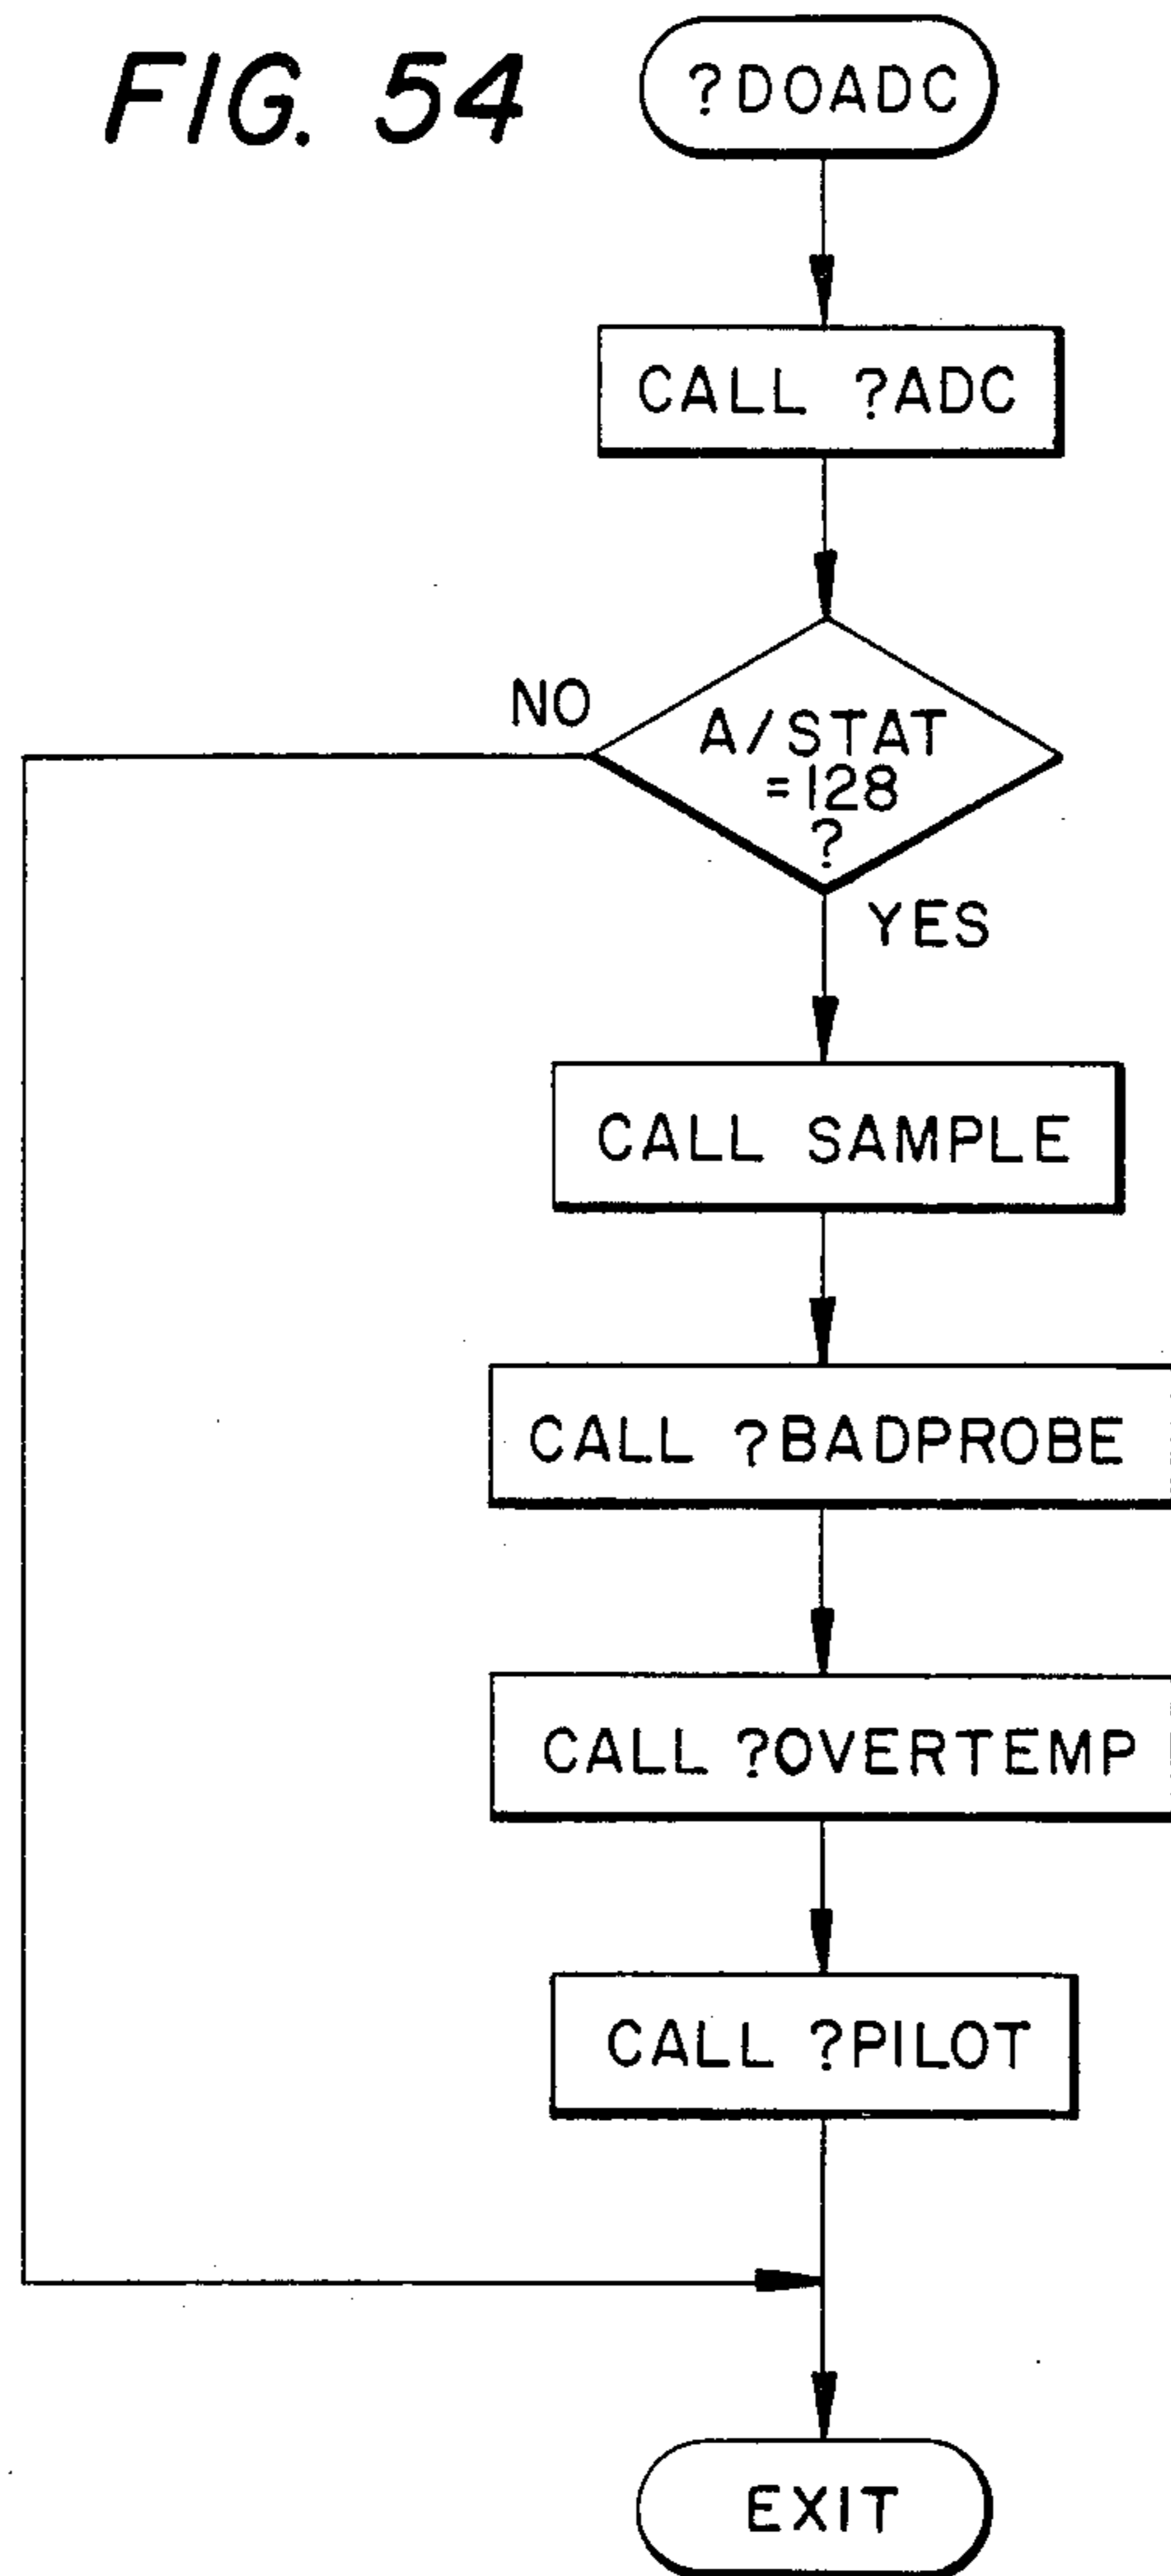 FIG. 54
?DOADC
CALL ?ADC
NO
A/STAT
=128
?
YES
CALL SAMPLE
CALL ?BADPROBE
CALL ?OVERTEMP
CALL ?PILOT
EXIT